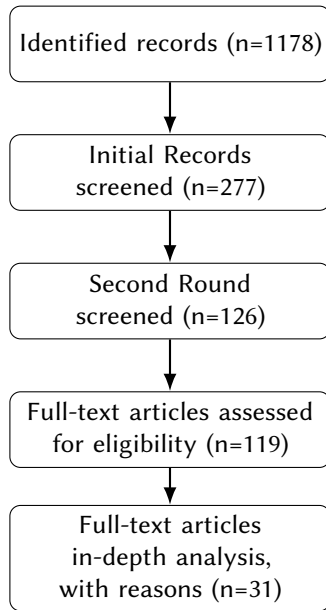 Identified records (n=1178)
Initial Records
screened (n=277)
Second Round
screened (n=126)
Full-text articles assessed
for eligibility (n=119)
Full-text articles
in-depth analysis,
with reasons (n=31)